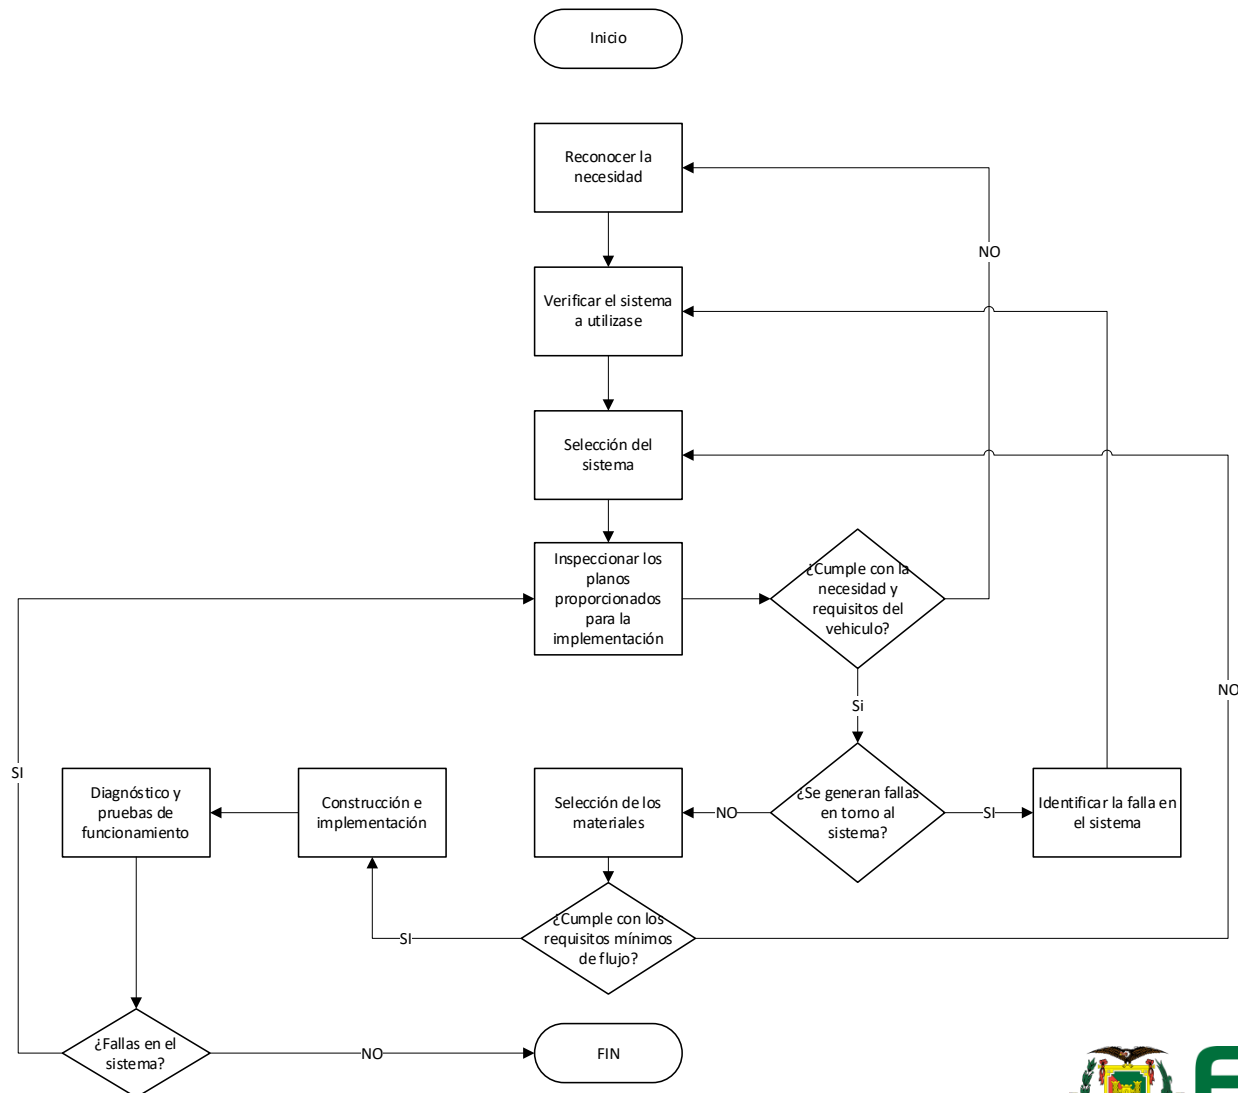 Inicio
Reconocer la
necesidad
NO
Verificar el sistema
a utilizase
Selección del
sistema
Inspeccionar los
planos
proporcionados
para la
implementación
¿Cumple con la
necesidad y
requisitos del
vehiculo?
NO
Si
SI
Diagnóstico y
pruebas de
funcionamiento
Construcción e
implementación
Selección de los
materiales
NO
¿Se generan fallas
en torno al
sistema?
SI
Identificar la falla en
el sistema
SI
¿Cumple con los
requisitos mínimos
de flujo?
¿Fallas en el
sistema?
NO
FIN